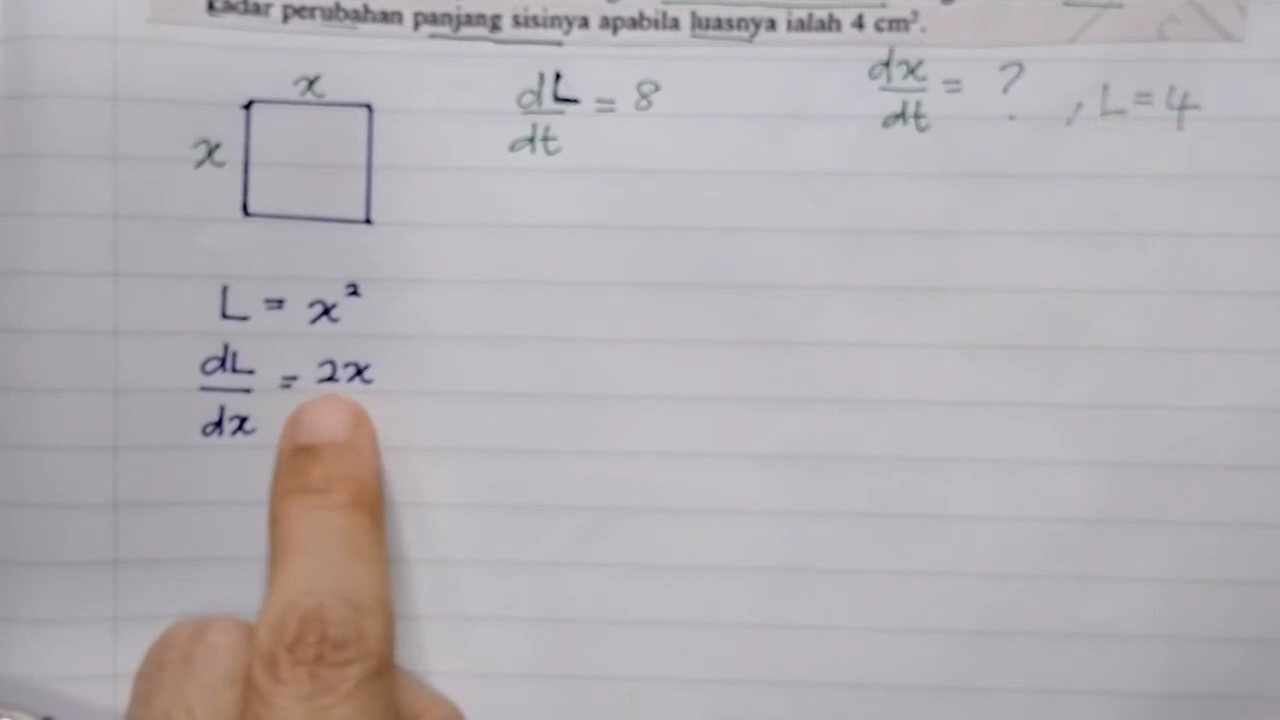 kadar perubahan panjang sisinya apabila luasnya ialah 4 cm².
x
x
dL/dt = 8
dx/dt = ? , L = 4
L = x²
dL/dx = 2x